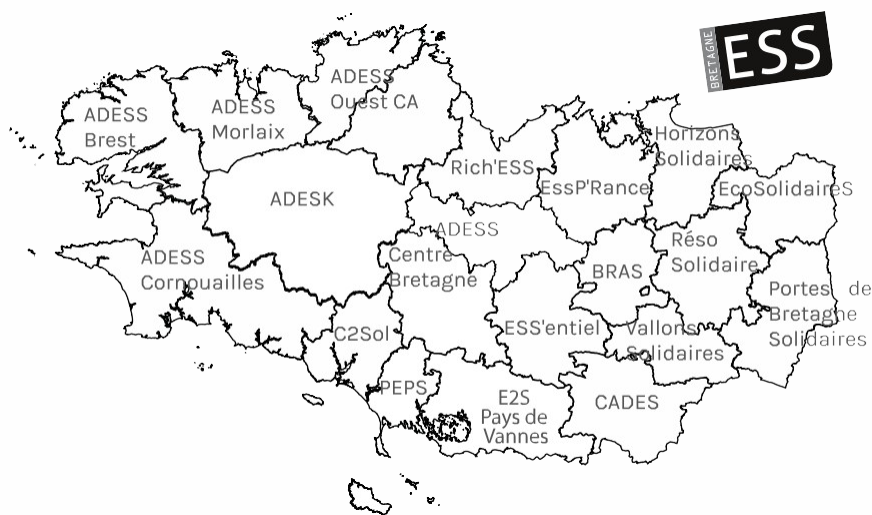 BRETAGNE
ESS
ADESS
Ouest CA
ADESS
Brest
ADESS
Morlaix
Horizons
Solidaires
Rich'ESS
EssP'Rance
EcoSolidaireS
ADESK
ADESS
Centre
Bretagne
ADESS
Cornouailles
Réso
Solidaire
BRAS
Portes de
Bretagne
Solidaires
C2Sol
ESS'entiel
Vallons
Solidaires
PEPS
E2S
Pays de
Vannes
CADES